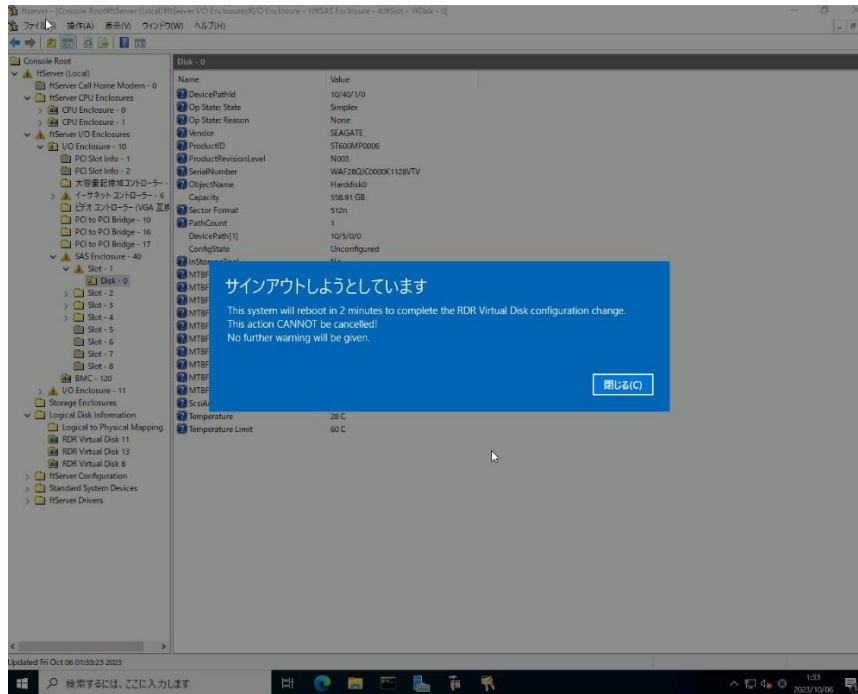 ftserver - [Console Root¥ftServer (Local)¥ftServer I/O Enclosures¥I/O Enclosure - 10¥SAS Enclosure - 40¥Slot - 1¥Disk - 0]
操作(A) 表示(V) ウィンドウ(W) ヘルプ(H)
Console Root
ftServer (Local)
ftServer Call Home Modem - 0
ftServer CPU Enclosures
CPU Enclosure - 0
CPU Enclosure - 1
ftServer I/O Enclosures
I/O Enclosure - 10
PCI Slot Info - 1
PCI Slot Info - 2
大容量記憶域コントローラー -
イーサネット コントローラー - 6
ビデオ コントローラー (VGA 互換
PCI to PCI Bridge - 10
PCI to PCI Bridge - 16
PCI to PCI Bridge - 17
SAS Enclosure - 40
Slot - 1
Disk - 0
Slot - 2
Slot - 3
Slot - 4
Slot - 5
Slot - 6
Slot - 7
Slot - 8
BMC - 120
I/O Enclosure - 11
Storage Enclosures
Logical Disk Information
Logical to Physical Mapping
RDR Virtual Disk 11
RDR Virtual Disk 13
RDR Virtual Disk 8
ftServer Configuration
Standard System Devices
ftServer Drivers
Disk - 0
Name Value
DevicePathId 10/40/1/0
Op State: State Simplex
Op State: Reason None
Vendor SEAGATE
ProductID ST600MP0006
ProductRevisionLevel N003
SerialNumber WAF28QJC0000K1128VTV
ObjectName Harddisk0
Capacity 558.91 GB
Sector Format 512n
PathCount 1
DevicePath[1] 10/5/0/0
ConfigState Unconfigured
MTBF
MTBF
MTBF
MTBF
MTBF
MTBF
MTBF
MTBF
MTBF
MTBF
Temperature 28 C
Temperature Limit 60 C
サインアウトしようとしています
This system will reboot in 2 minutes to complete the RDR Virtual Disk configuration change.
This action CANNOT be cancelled!
No further warning will be given.
閉じる(C)
Updated Fri Oct 06 01:33:23 2023
検索するには、ここに入力します
1:33
2023/10/06